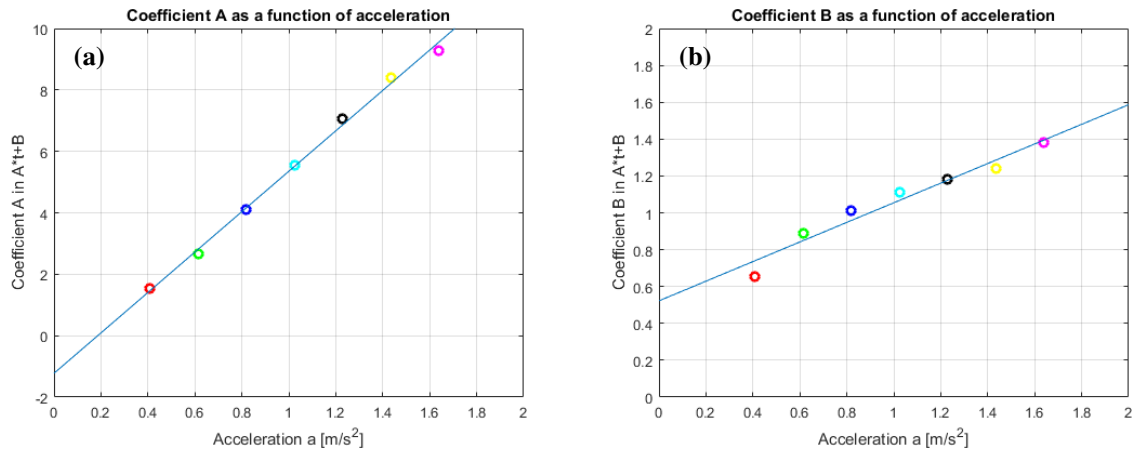 Coefficient A as a function of acceleration
(a)
10
8
6
4
2
0
-2
Coefficient A in A*t+B
0 0.4 0.6 0.8 1 1.2 1.4 1.6 1.8 2
Acceleration a [m/s²]
Coefficient B as a function of acceleration
(b)
2
1.8
1.6
1.4
1.2
1
0.8
0.6
0.4
0.2
0
Coefficient B in A*t+B
0 0.2 0.4 0.6 0.8 1 1.2 1.4 1.6 1.8 2
Acceleration a [m/s²]